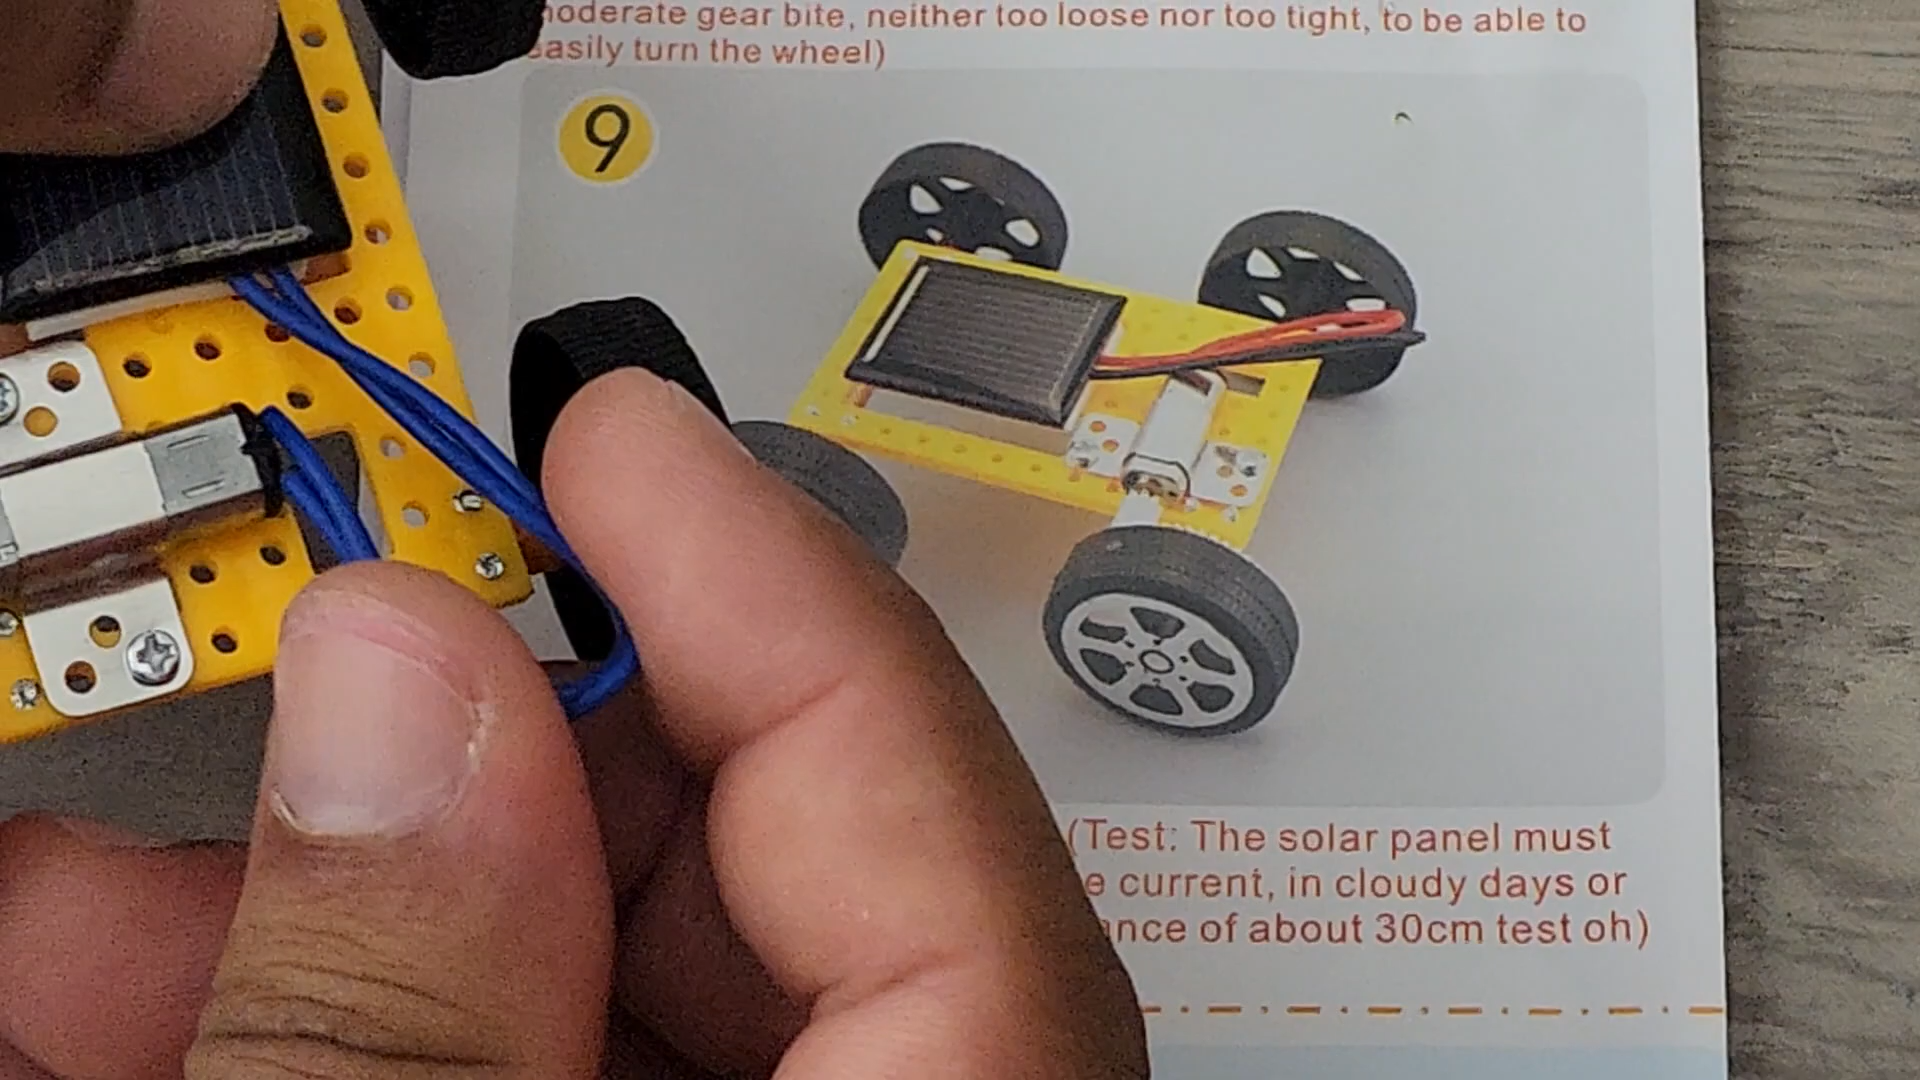 moderate gear bite, neither too loose nor too tight, to be able to
easily turn the wheel)
9
(Test: The solar panel must
e current, in cloudy days or
ance of about 30cm test oh)